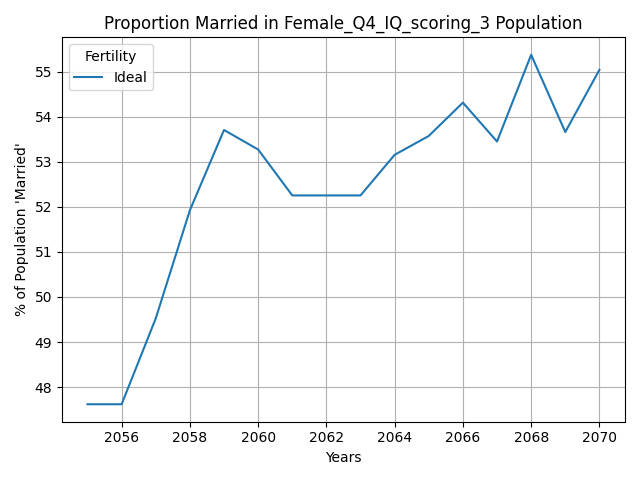 Proportion Married in Female_Q4_IQ_scoring_3 Population
Fertility
Ideal
% of Population 'Married'
55
54
53
52
51
50
49
48
2056 2058 2060 2062 2064 2066 2068 2070
Years